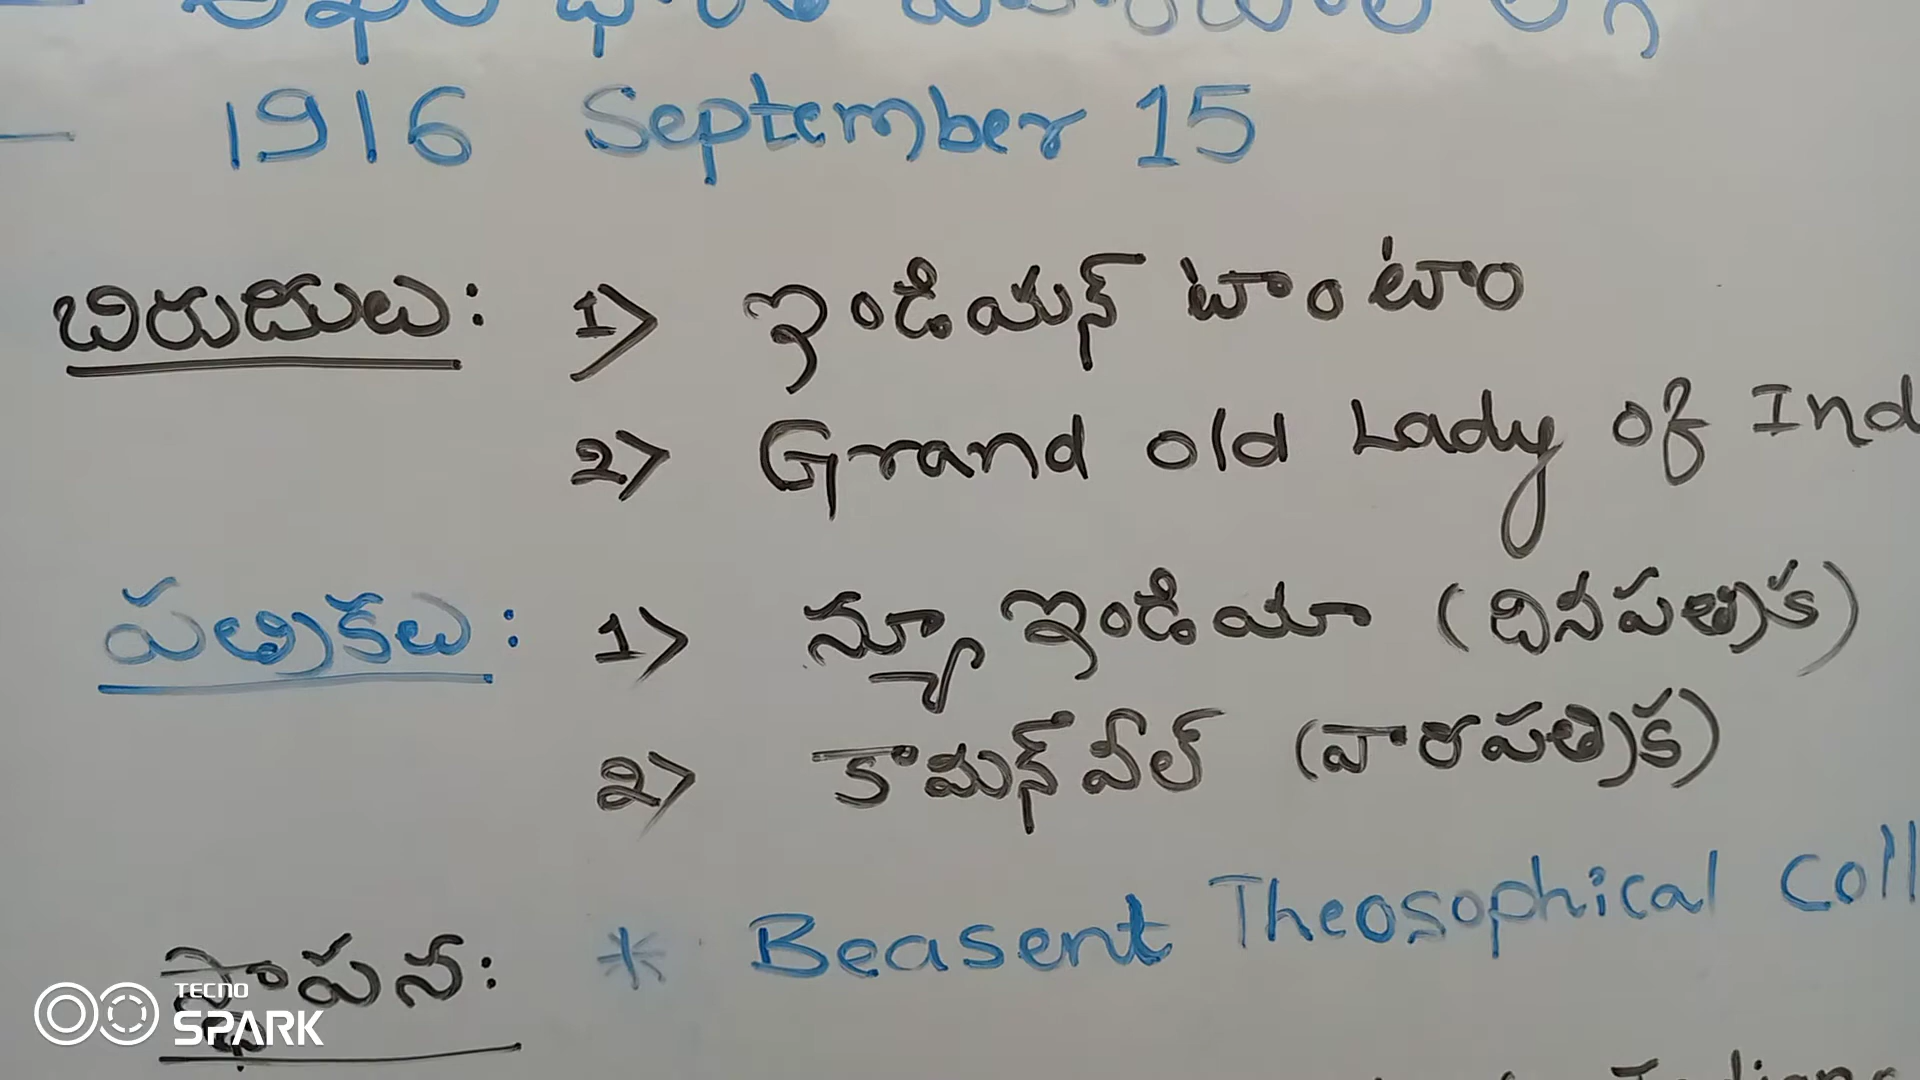 1916 September 15
బిరుదులు: 1> ఇండియన్ టాంటాం
2> Grand old Lady of Ind
పత్రికలు: 1> న్యూ ఇండియా (దినపత్రిక)
2> కామన్ వీల్ (వారపత్రిక)
స్థాపన: * Beasent Theosophical Coll
TECNO
SPARK